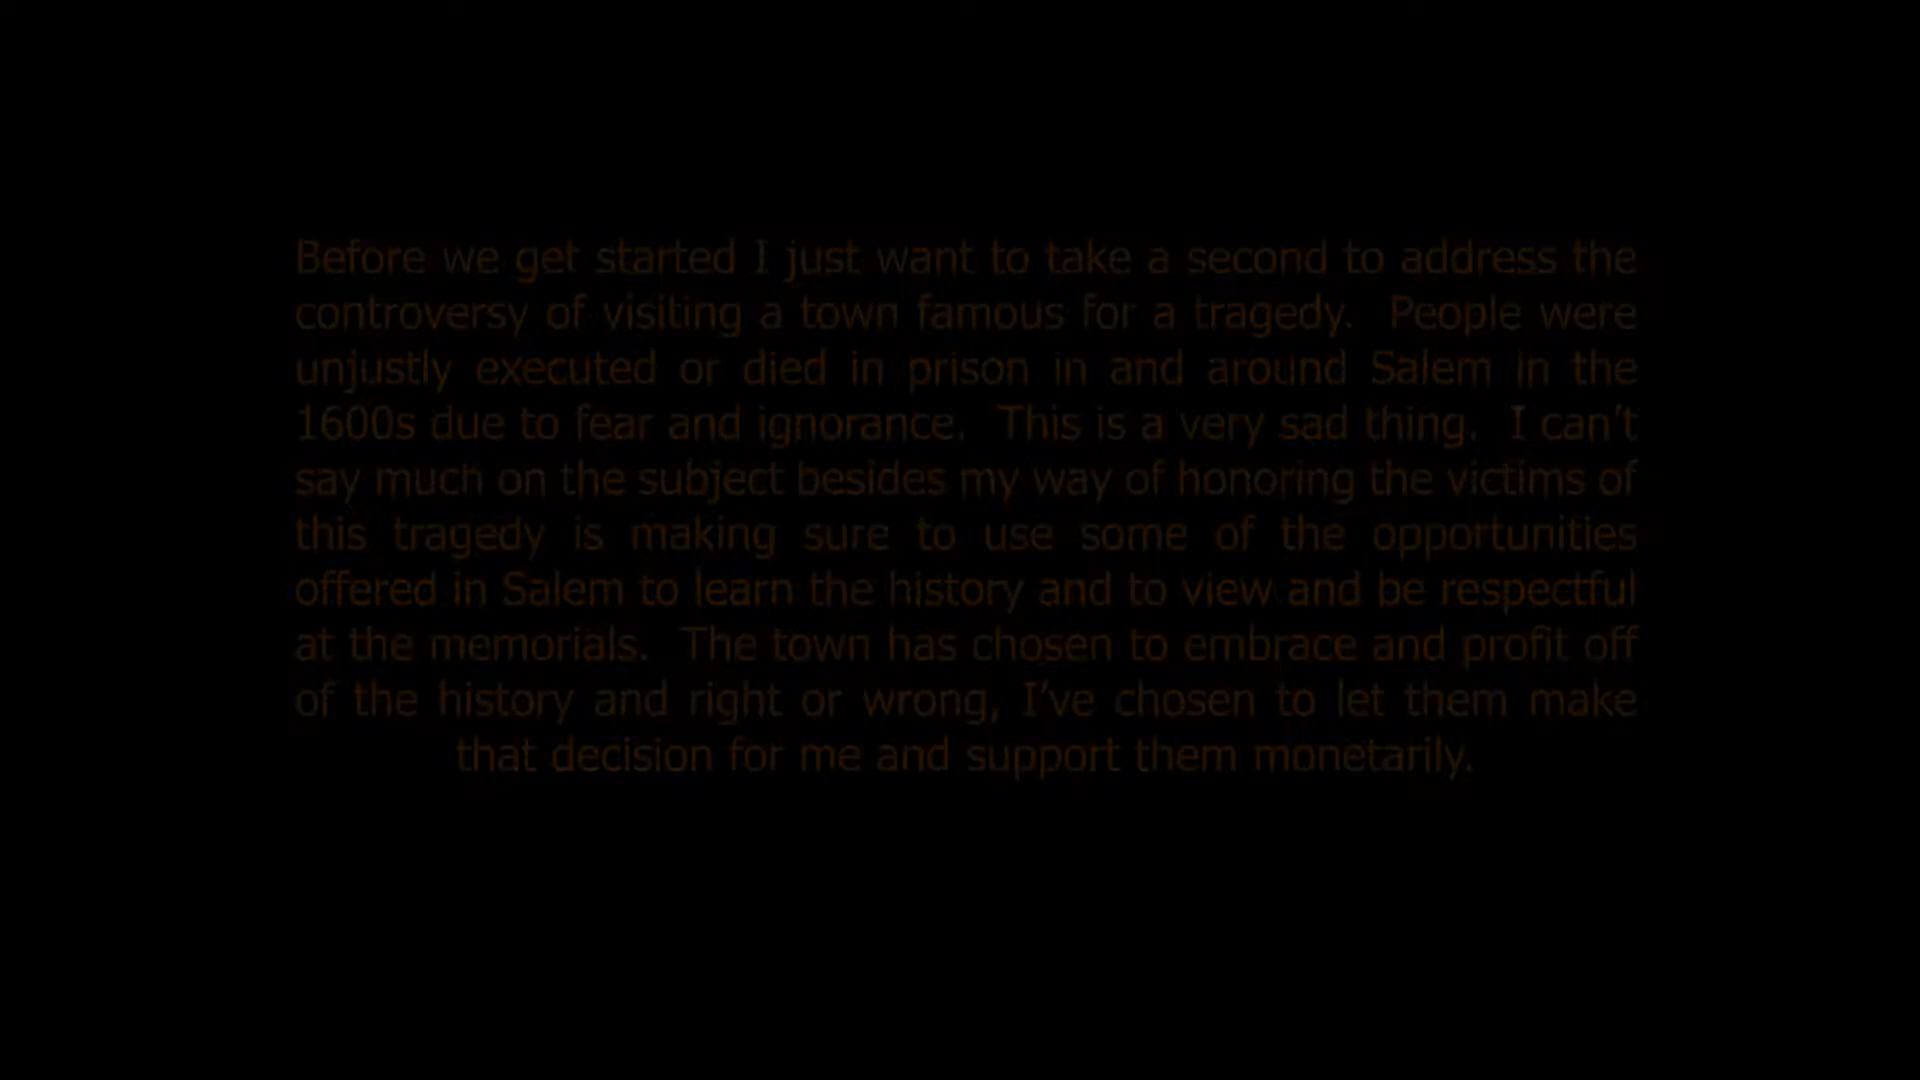 Before we get started I just want to take a second to address the
controversy of visiting a town famous for a tragedy.  People were
unjustly executed or died in prison in and around Salem in the
1600s due to fear and ignorance.  This is a very sad thing.  I can't
say much on the subject besides my way of honoring the victims of
this tragedy is making sure to use some of the opportunities
offered in Salem to learn the history and to view and be respectful
at the memorials.  The town has chosen to embrace and profit off
of the history and right or wrong, I've chosen to let them make
that decision for me and support them monetarily.